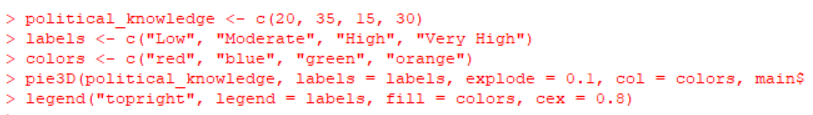 > political_knowledge <- c(20, 35, 15, 30)
> labels <- c("Low", "Moderate", "High", "Very High")
> colors <- c("red", "blue", "green", "orange")
> pie3D(political_knowledge, labels = labels, explode = 0.1, col = colors, main$
> legend("topright", legend = labels, fill = colors, cex = 0.8)